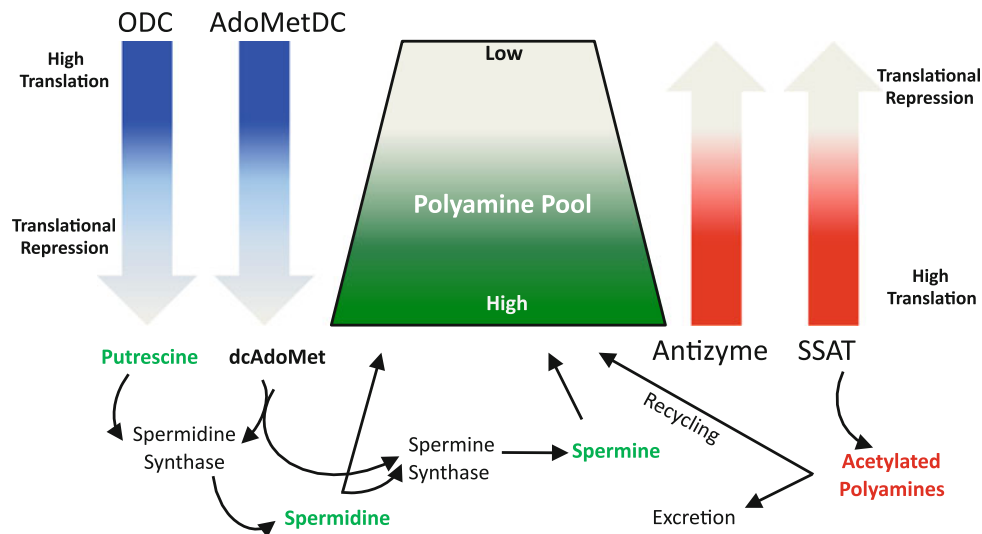 ODC
AdoMetDC
High
Translation
Translational
Repression
Low
Polyamine Pool
High
Translational
Repression
High
Translation
Antizyme
SSAT
Putrescine
dcAdoMet
Spermidine
Synthase
Spermidine
Spermine
Synthase
Spermine
Recycling
Acetylated
Polyamines
Excretion